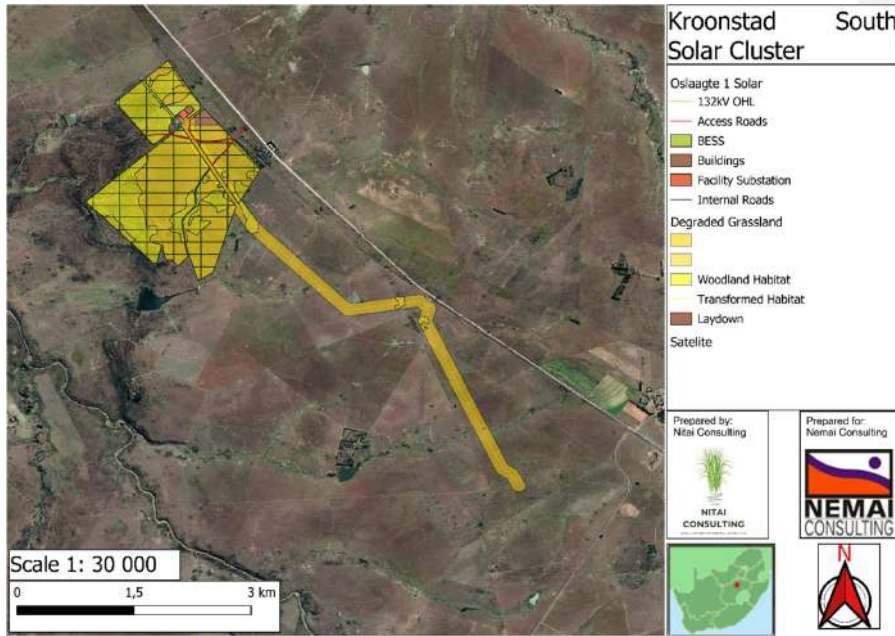 Kroonstad South
Solar Cluster
Oslaagte 1 Solar
132kV OHL
Access Roads
BESS
Buildings
Facility Substation
Internal Roads
Degraded Grassland
Woodland Habitat
Transformed Habitat
Laydown
Satelite
Prepared by:
Nitai Consulting
NITAI
CONSULTING
Prepared for:
Nemai Consulting
NEMAI
CONSULTING
N
Scale 1: 30 000
0 1,5 3 km